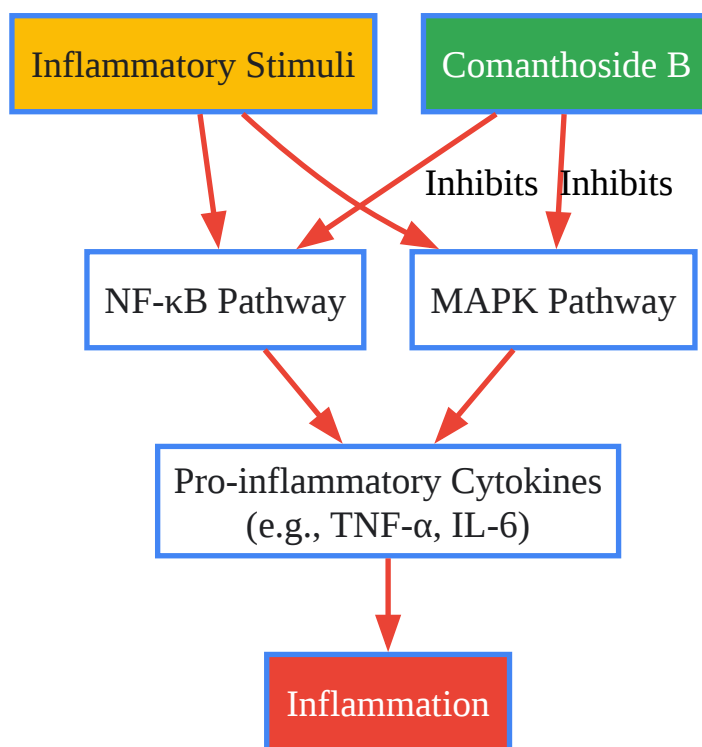 Inflammatory Stimuli
Comanthoside B
Inhibits
Inhibits
NF-κB Pathway
MAPK Pathway
Pro-inflammatory Cytokines
(e.g., TNF-α, IL-6)
Inflammation